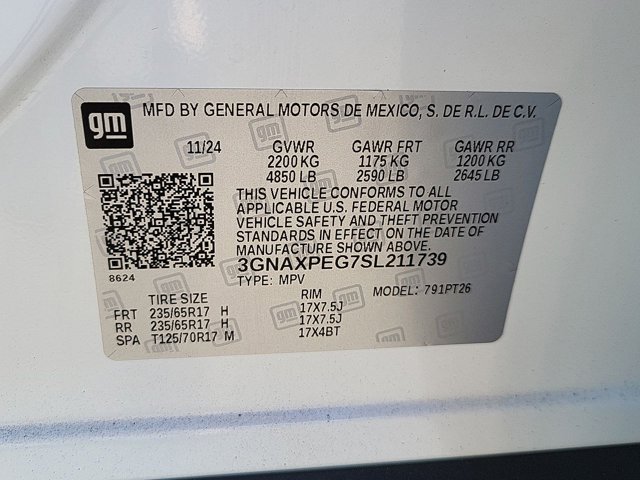 gm
MFD BY GENERAL MOTORS DE MEXICO, S. DE R.L. DE C.V.
11/24 GVWR GAWR FRT GAWR RR
2200 KG 1175 KG 1200 KG
4850 LB 2590 LB 2645 LB
THIS VEHICLE CONFORMS TO ALL
APPLICABLE U.S. FEDERAL MOTOR
VEHICLE SAFETY AND THEFT PREVENTION
STANDARDS IN EFFECT ON THE DATE OF
MANUFACTURE SHOWN ABOVE.
8624
3GNAXPEG7SL211739
TYPE: MPV MODEL: 791PT26
TIRE SIZE RIM
FRT 235/65R17 H 17X7.5J
RR 235/65R17 H 17X7.5J
SPA T125/70R17 M 17X4BT